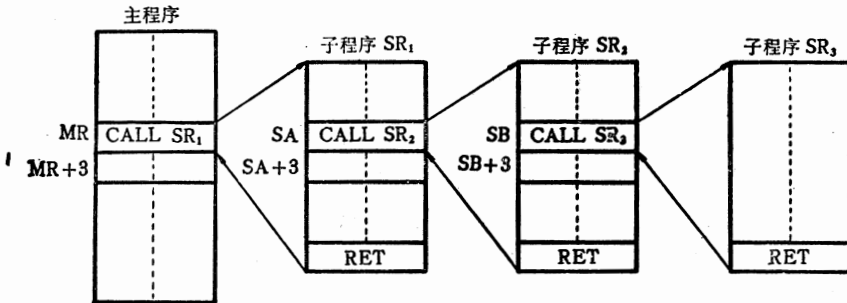 主程序
子程序 SR₁
子程序 SR₂
子程序 SR₃
MR CALL SR₁ SA CALL SR₂ SB CALL SR₃
MR+3 SA+3 SB+3
RET RET RET